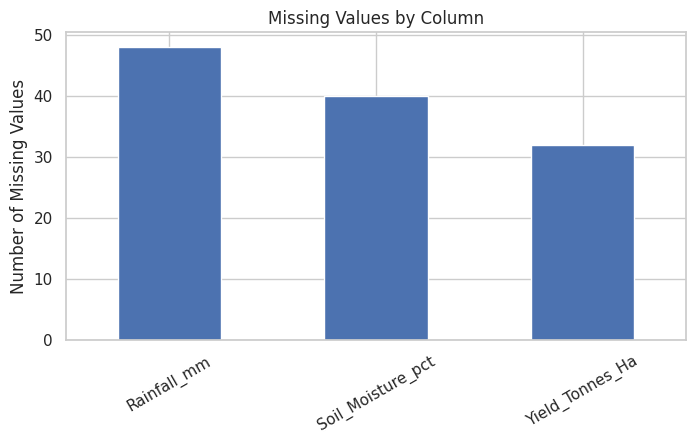 Missing Values by Column
Number of Missing Values
50
40
30
20
10
0
Rainfall_mm
Soil_Moisture_pct
Yield_Tonnes_Ha